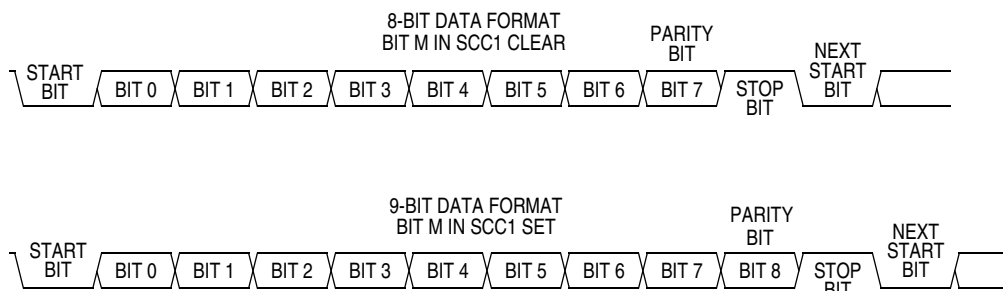 8-BIT DATA FORMAT
BIT M IN SCC1 CLEAR
PARITY
BIT
NEXT
START
BIT
START
BIT
BIT 0
BIT 1
BIT 2
BIT 3
BIT 4
BIT 5
BIT 6
BIT 7
STOP
BIT
9-BIT DATA FORMAT
BIT M IN SCC1 SET
PARITY
BIT
NEXT
START
BIT
START
BIT
BIT 0
BIT 1
BIT 2
BIT 3
BIT 4
BIT 5
BIT 6
BIT 7
BIT 8
STOP
BIT